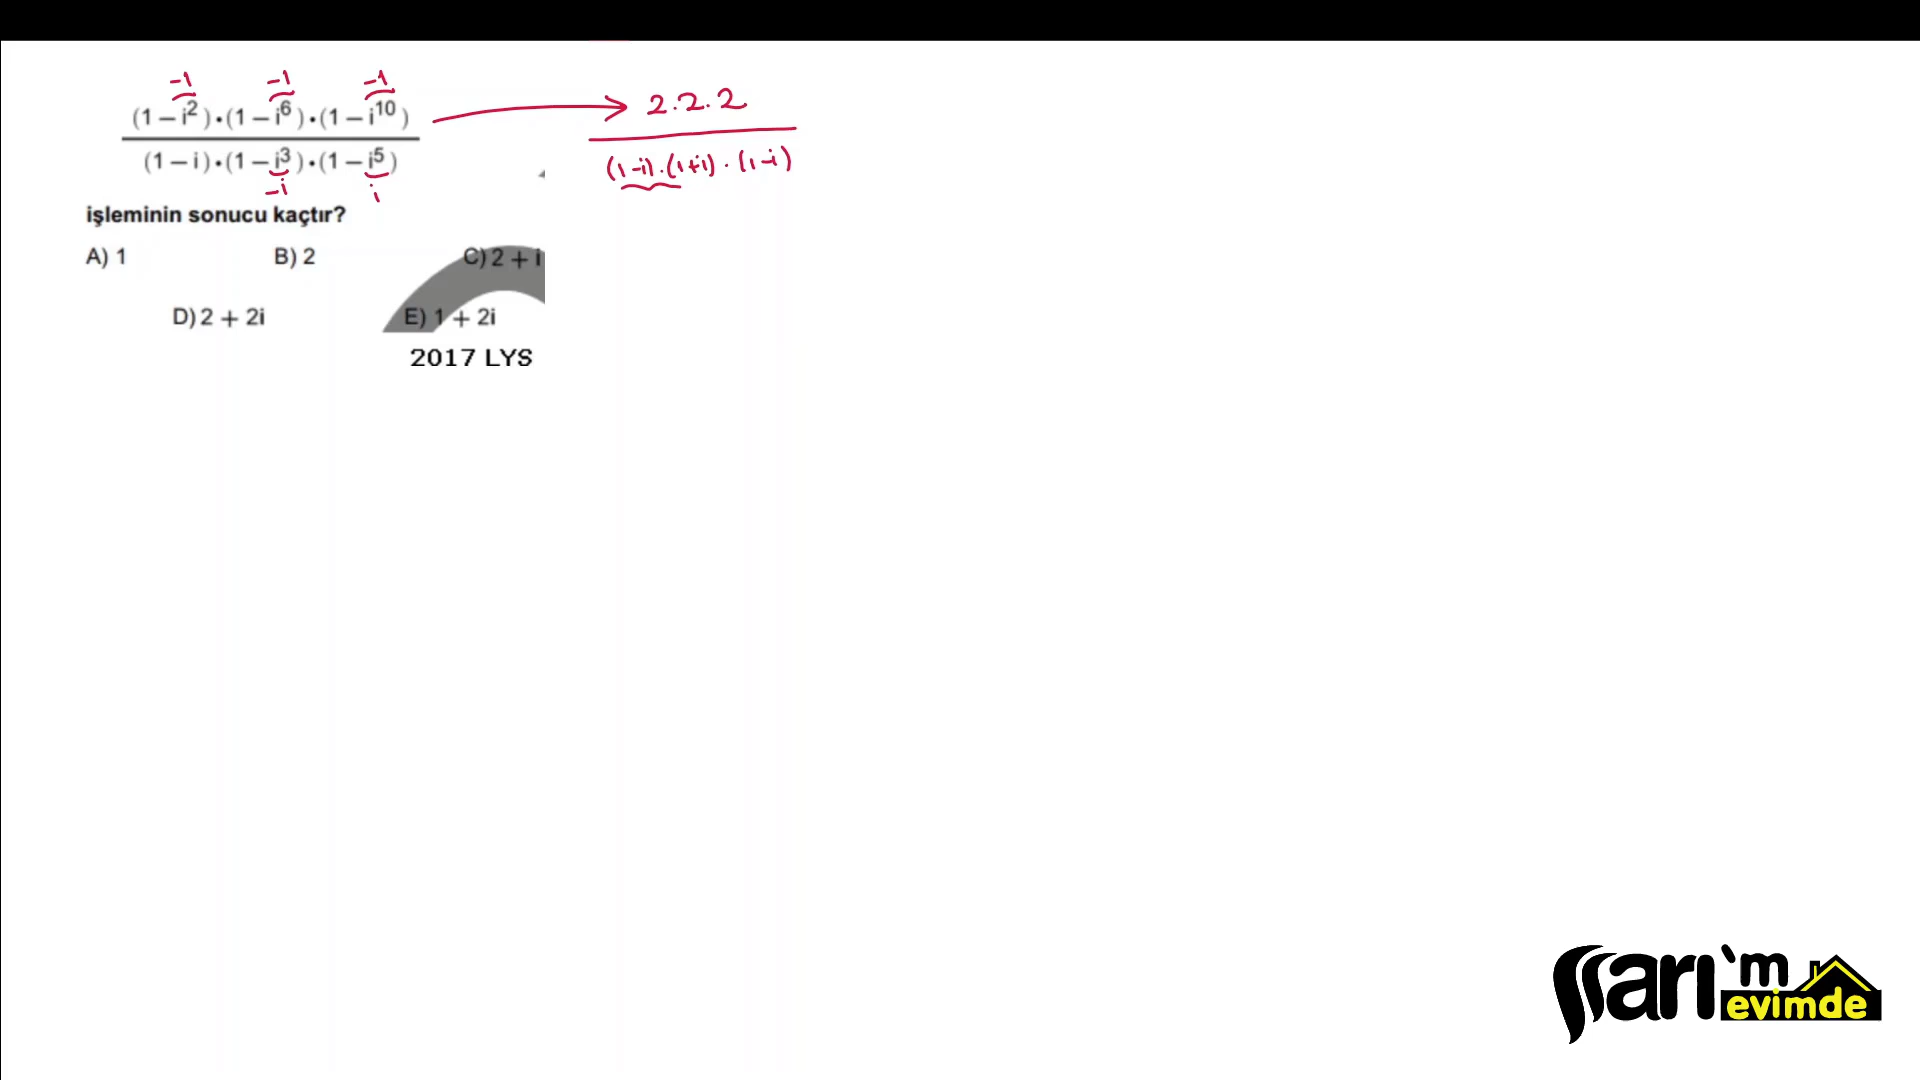 -1 -1 -1
(1 – i²)•(1 – i⁶)•(1 – i¹⁰)
(1 – i)•(1 – i³)•(1 – i⁵)
-i i
2.2.2
(1-i).(1+i).(1-i)
işleminin sonucu kaçtır?
A) 1 B) 2 C) 2 + i
D) 2 + 2i E) 1 + 2i
2017 LYS
Sarı'm
evimde